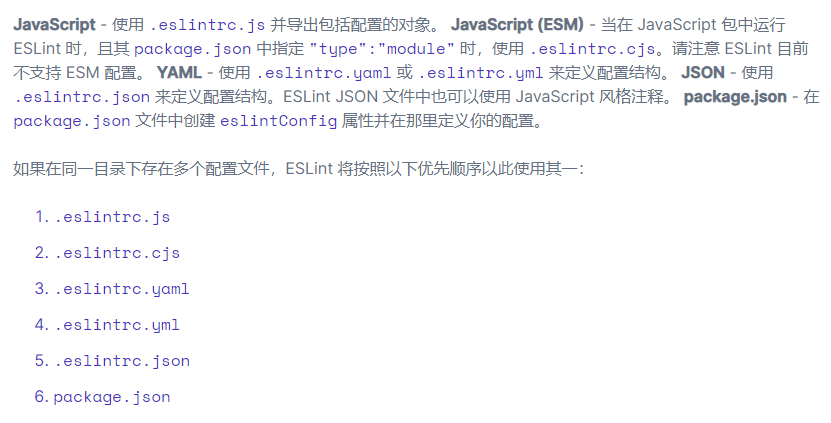 JavaScript - 使用 .eslintrc.js 并导出包括配置的对象。 JavaScript (ESM) - 当在 JavaScript 包中运行
ESLint 时，且其 package.json 中指定 "type":"module" 时，使用 .eslintrc.cjs。请注意 ESLint 目前
不支持 ESM 配置。 YAML - 使用 .eslintrc.yaml 或 .eslintrc.yml 来定义配置结构。 JSON - 使用
.eslintrc.json 来定义配置结构。ESLint JSON 文件中也可以使用 JavaScript 风格注释。 package.json - 在
package.json 文件中创建 eslintConfig 属性并在那里定义你的配置。
如果在同一目录下存在多个配置文件，ESLint 将按照以下优先顺序以此使用其一：
1. .eslintrc.js
2. .eslintrc.cjs
3. .eslintrc.yaml
4. .eslintrc.yml
5. .eslintrc.json
6. package.json